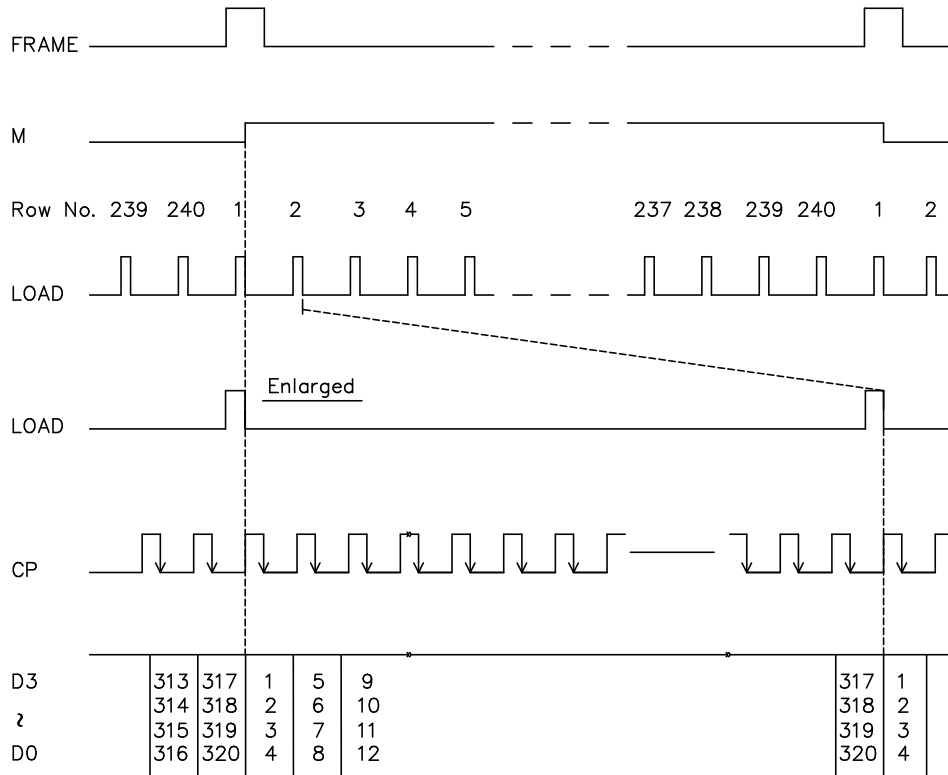 FRAME
M
Row No. 239 240 1 2 3 4 5 237 238 239 240 1 2
LOAD
Enlarged
LOAD
CP
D3 313 317 1 5 9 317 1
314 318 2 6 10 318 2
~ 315 319 3 7 11 319 3
D0 316 320 4 8 12 320 4